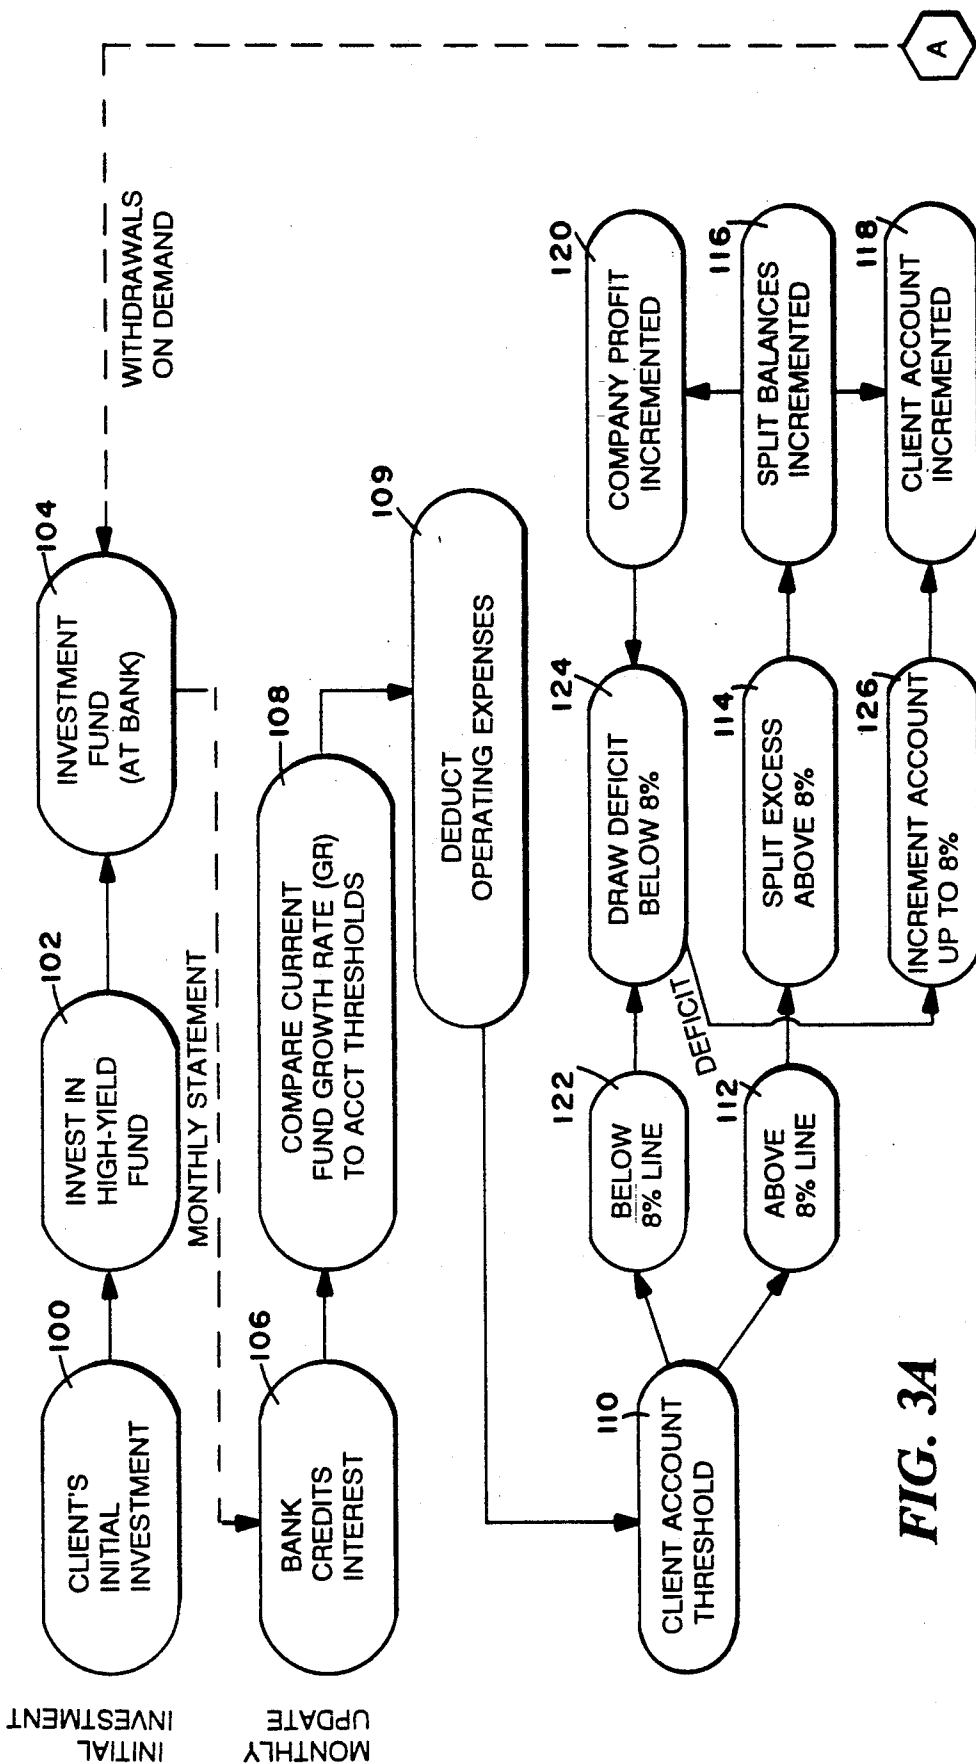 INITIAL
INVESTMENT
CLIENT'S
INITIAL
INVESTMENT
100
INVEST IN
HIGH-YIELD
FUND
102
INVESTMENT
FUND
(AT BANK)
104
WITHDRAWALS
ON DEMAND
MONTHLY STATEMENT
MONTHLY
UPDATE
BANK
CREDITS
INTEREST
106
COMPARE CURRENT
FUND GROWTH RATE (GR)
TO ACCT THRESHOLDS
108
DEDUCT
OPERATING EXPENSES
109
CLIENT ACCOUNT
THRESHOLD
110
BELOW
8% LINE
122
DRAW DEFICIT
BELOW 8%
124
COMPANY PROFIT
INCREMENTED
120
DEFICIT
ABOVE
8% LINE
112
SPLIT EXCESS
ABOVE 8%
114
SPLIT BALANCES
INCREMENTED
116
INCREMENT ACCOUNT
UP TO 8%
126
CLIENT ACCOUNT
INCREMENTED
118
A
FIG. 3A